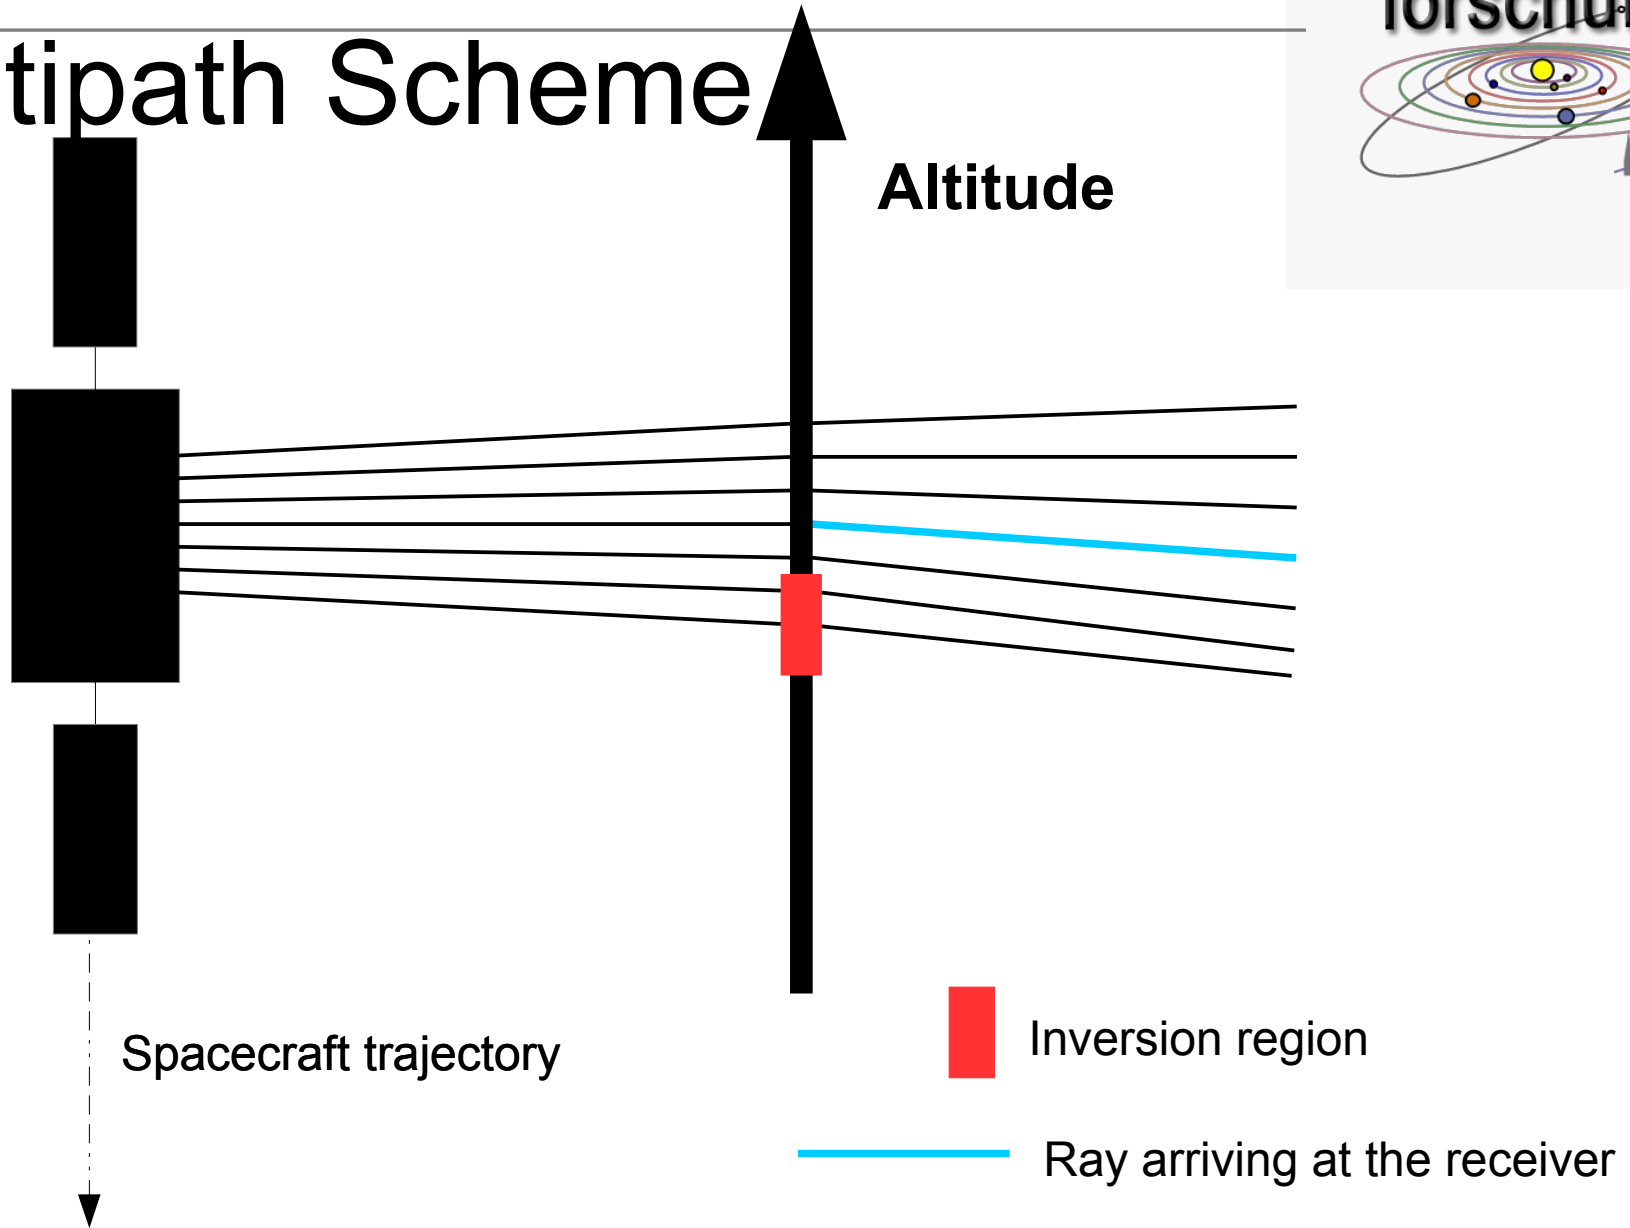 tipath Scheme
Altitude
Spacecraft trajectory
Inversion region
Ray arriving at the receiver